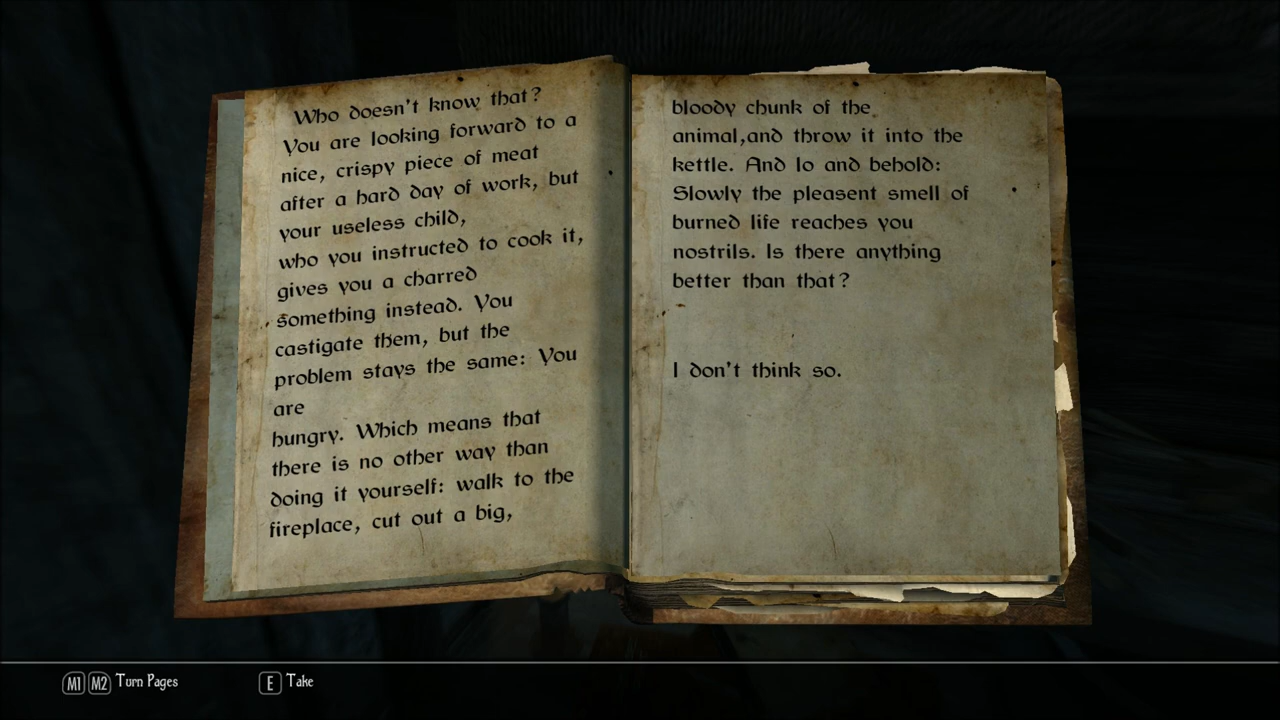 Who doesn't know that?
You are looking forward to a
nice, crispy piece of meat
after a hard day of work, but
your useless child,
who you instructed to cook it,
gives you a charred
something instead. You
castigate them, but the
problem stays the same: You
are
hungry. Which means that
there is no other way than
doing it yourself: walk to the
fireplace, cut out a big,
bloody chunk of the
animal,and throw it into the
kettle. And lo and behold:
Slowly the pleasent smell of
burned life reaches you
nostrils. Is there anything
better than that?
I don't think so.
M1 M2 Turn Pages
E Take